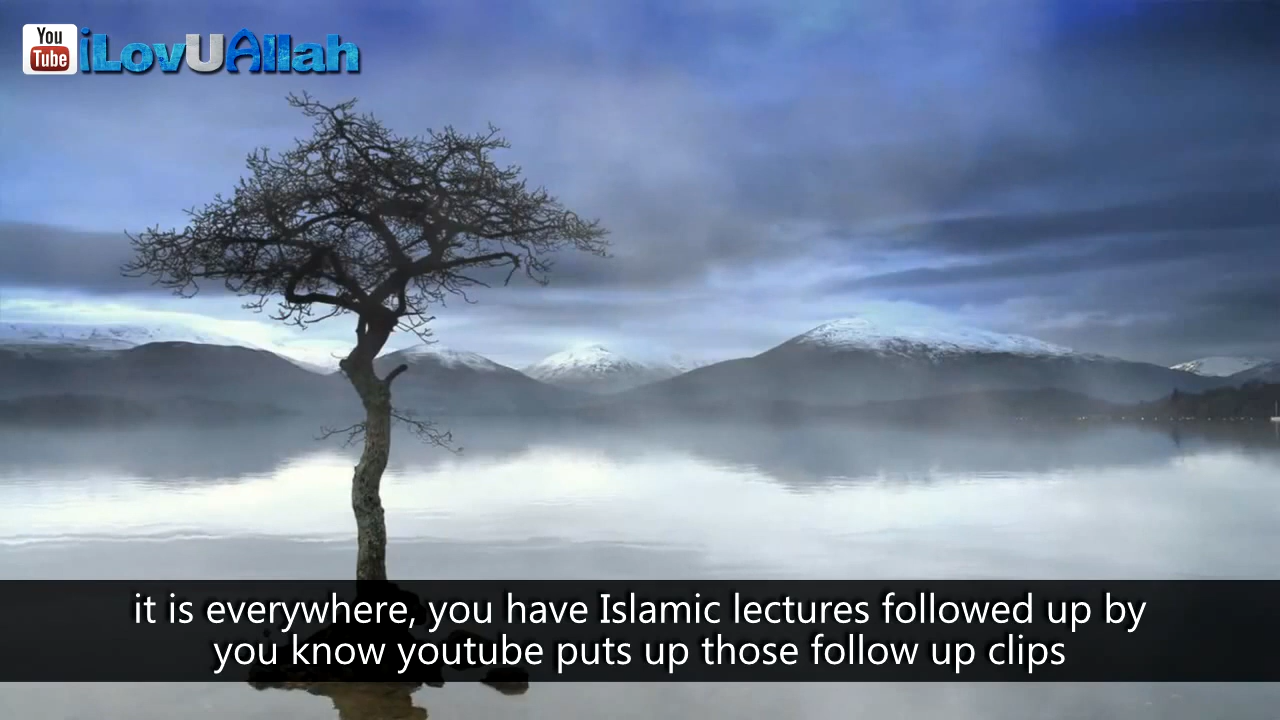 You
Tube
iLovUAllah
it is everywhere, you have Islamic lectures followed up by
you know youtube puts up those follow up clips